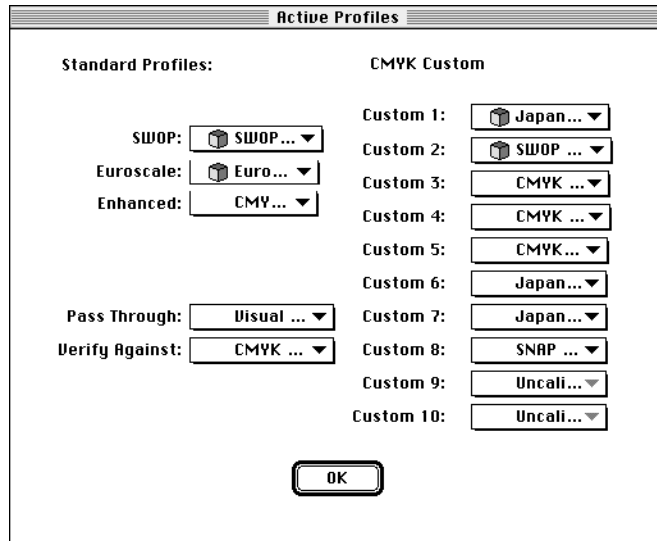 Active Profiles
Standard Profiles:
SWOP: SWOP...
Euroscale: Euro...
Enhanced: CMY...
Pass Through: Visual ...
Verify Against: CMYK ...
CMYK Custom
Custom 1: Japan...
Custom 2: SWOP ...
Custom 3: CMYK ...
Custom 4: CMYK ...
Custom 5: CMYK...
Custom 6: Japan...
Custom 7: Japan...
Custom 8: SNAP ...
Custom 9: Uncali...
Custom 10: Uncali...
OK